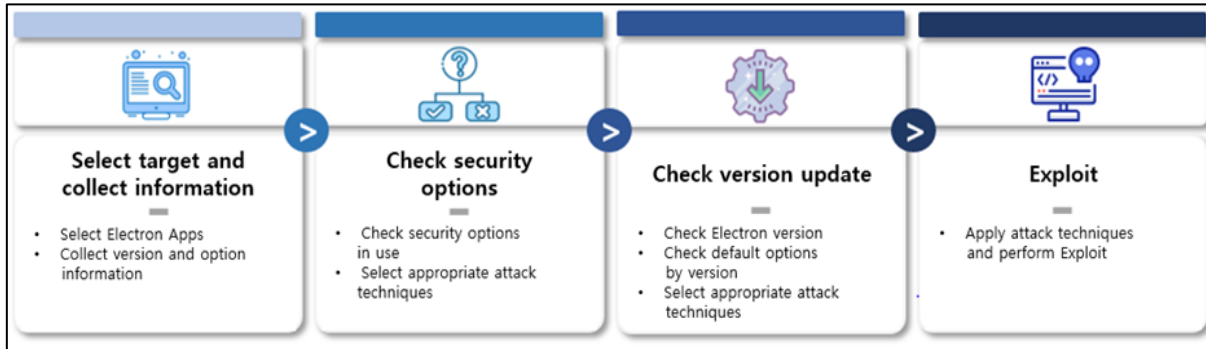 Select target and
collect information
• Select Electron Apps
• Collect version and option
information
Check security
options
• Check security options
in use
• Select appropriate attack
techniques
Check version update
• Check Electron version
• Check default options
by version
• Select appropriate attack
techniques
Exploit
• Apply attack techniques
and perform Exploit